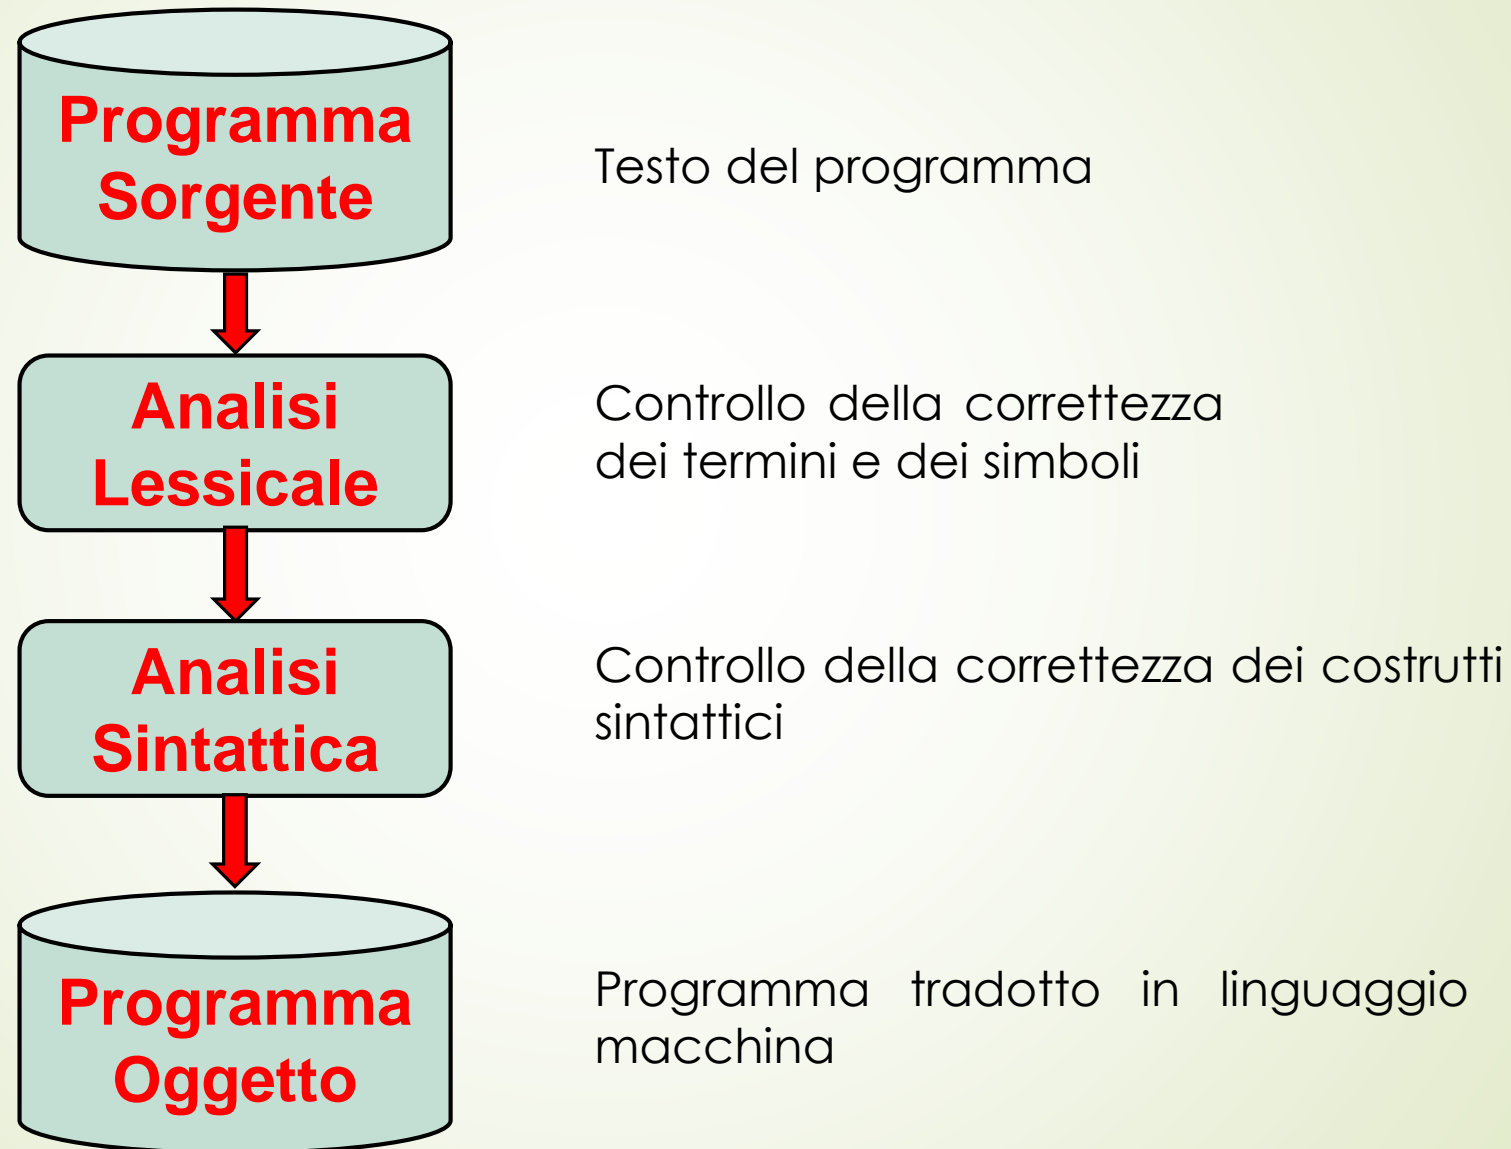 Programma
Sorgente
Testo del programma
Analisi
Lessicale
Controllo della correttezza
dei termini e dei simboli
Analisi
Sintattica
Controllo della correttezza dei costrutti
sintattici
Programma
Oggetto
Programma tradotto in linguaggio
macchina